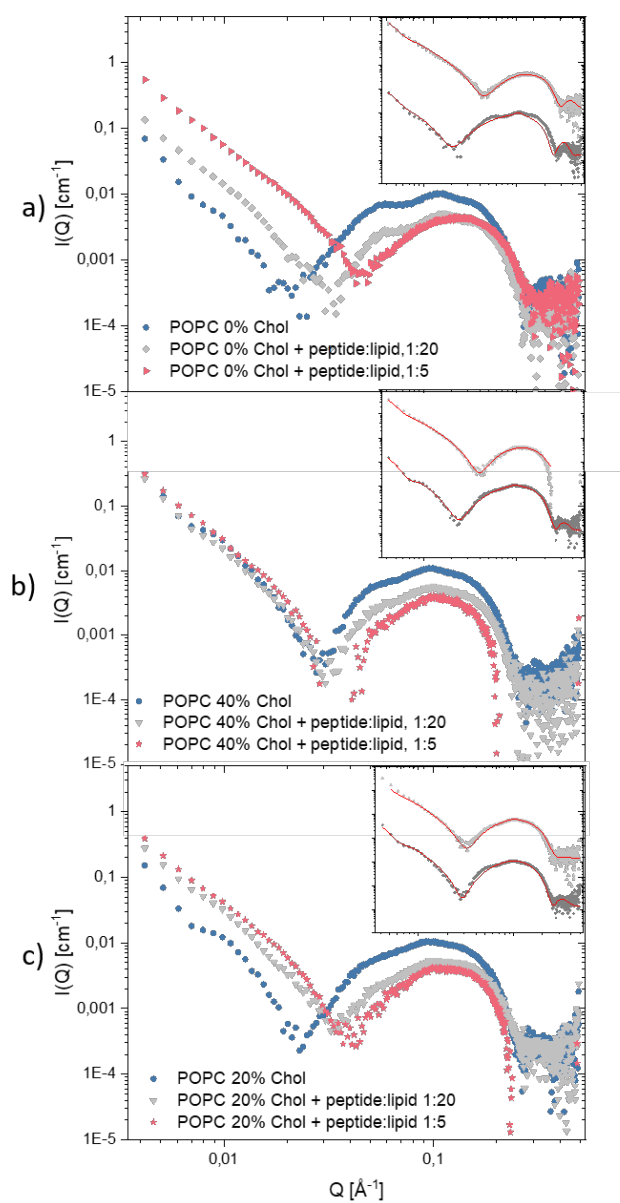 1
0,1
0,01
0,001
1E-4
1E-5
I(Q) [cm⁻¹]
a)
POPC 0% Chol
POPC 0% Chol + peptide:lipid,1:20
POPC 0% Chol + peptide:lipid,1:5
1
0,1
0,01
0,001
1E-4
1E-5
I(Q) [cm⁻¹]
b)
POPC 40% Chol
POPC 40% Chol + peptide:lipid, 1:20
POPC 40% Chol + peptide:lipid, 1:5
1
0,1
0,01
0,001
1E-4
1E-5
I(Q) [cm⁻¹]
c)
POPC 20% Chol
POPC 20% Chol + peptide:lipid 1:20
POPC 20% Chol + peptide:lipid 1:5
0,01 0,1
Q [Å⁻¹]